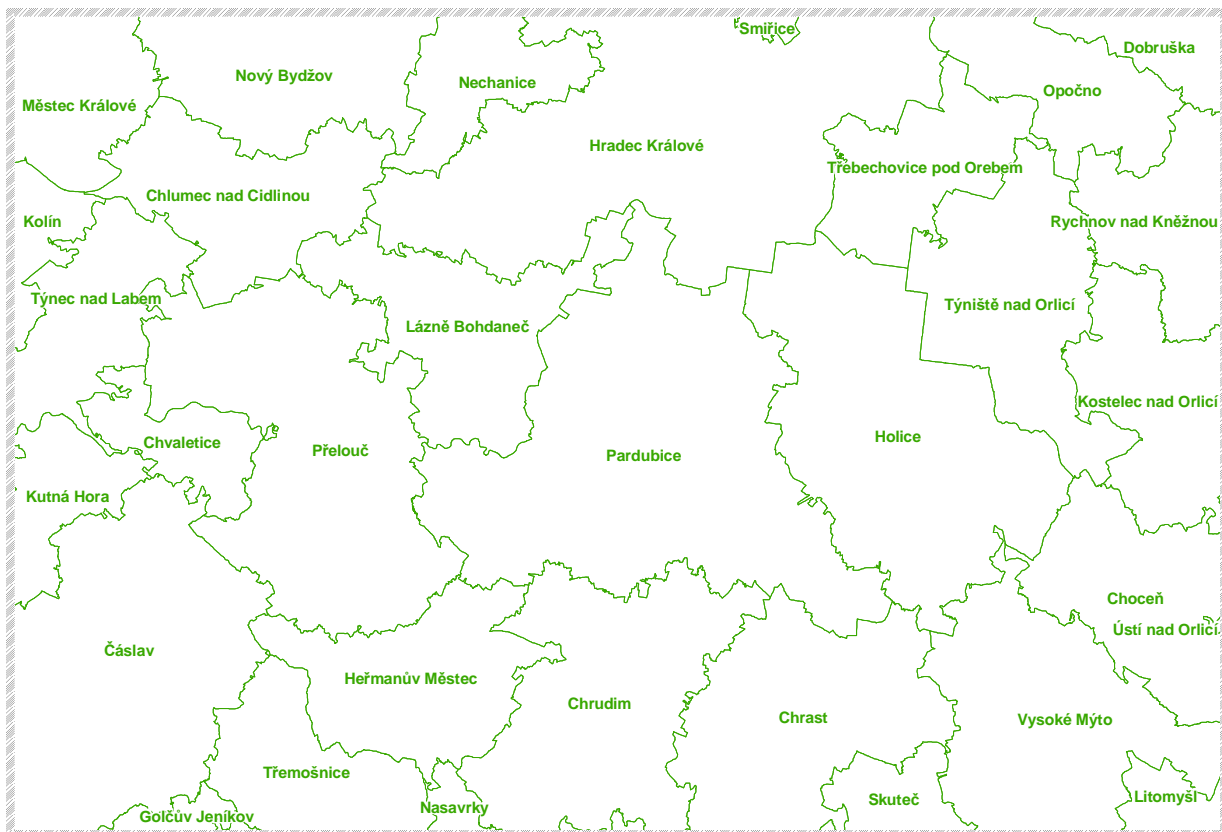 Smiřice
Dobruška
Nový Bydžov
Nechanice
Opočno
Městec Králové
Hradec Králové
Třebechovice pod Orebem
Chlumec nad Cidlinou
Kolín
Rychnov nad Kněžnou
Týnec nad Labem
Týniště nad Orlicí
Lázně Bohdaneč
Kostelec nad Orlicí
Chvaletice
Přelouč
Pardubice
Holice
Kutná Hora
Choceň
Ústí nad Orlicí
Čáslav
Heřmanův Městec
Chrudim
Chrast
Vysoké Mýto
Třemošnice
Golčův Jeníkov
Nasavrky
Skuteč
Litomyšl